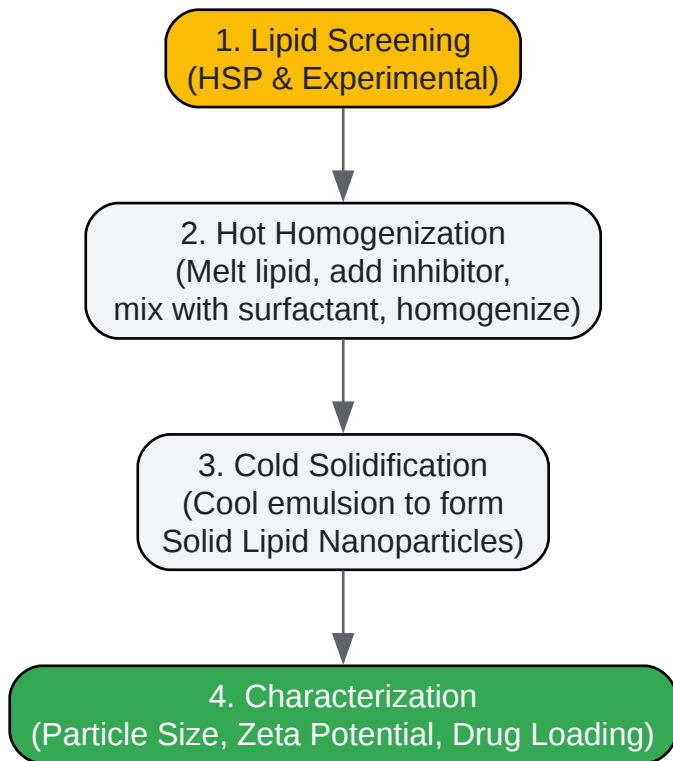 1. Lipid Screening
(HSP & Experimental)
2. Hot Homogenization
(Melt lipid, add inhibitor,
mix with surfactant, homogenize)
3. Cold Solidification
(Cool emulsion to form
Solid Lipid Nanoparticles)
4. Characterization
(Particle Size, Zeta Potential, Drug Loading)